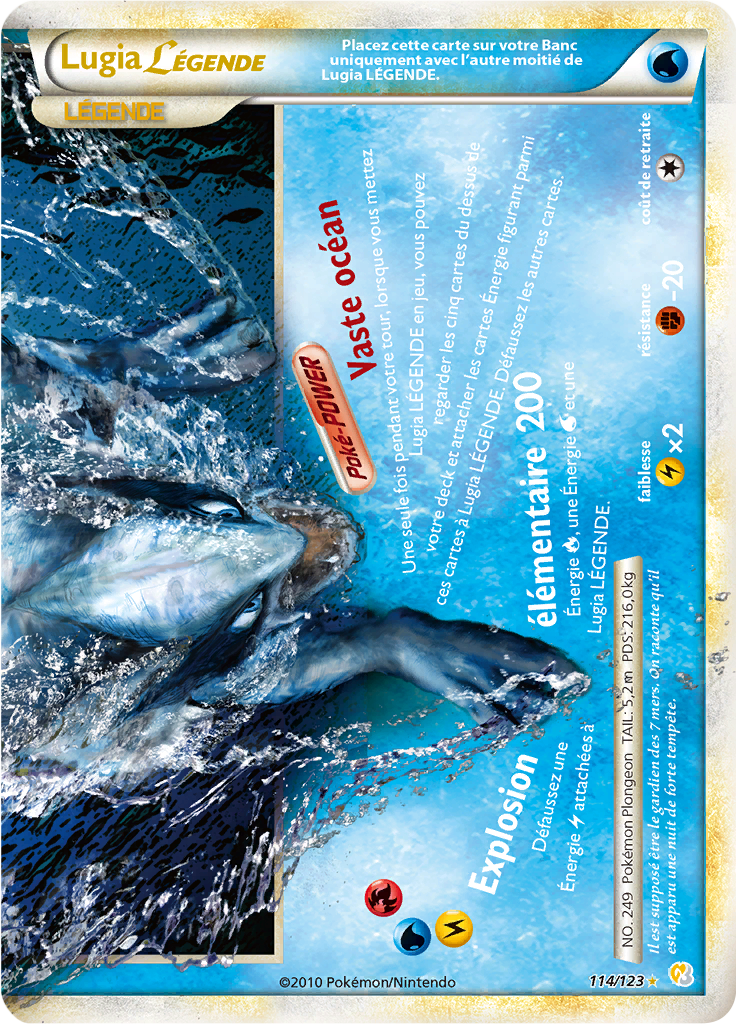 Lugia LÉGENDE
Placez cette carte sur votre Banc
uniquement avec l'autre moitié de
Lugia LÉGENDE.
LÉGENDE
Poké-POWER
Vaste océan
Une seule fois pendant votre tour, lorsque vous mettez
Lugia LÉGENDE en jeu, vous pouvez
regarder les cinq cartes du dessus de
votre deck et attacher les cartes Énergie figurant parmi
ces cartes à Lugia LÉGENDE. Défaussez les autres cartes.
Explosion élémentaire 200
Défaussez une Énergie, une Énergie et une
Énergie attachées à Lugia LÉGENDE.
faiblesse
×2
résistance
-20
coût de retraite
NO. 249 Pokémon Plongeon TAIL: 5,2 m PDS: 216,0kg
Il est supposé être le gardien des 7 mers. On raconte qu'il
est apparu une nuit de forte tempête.
©2010 Pokémon/Nintendo
114/123